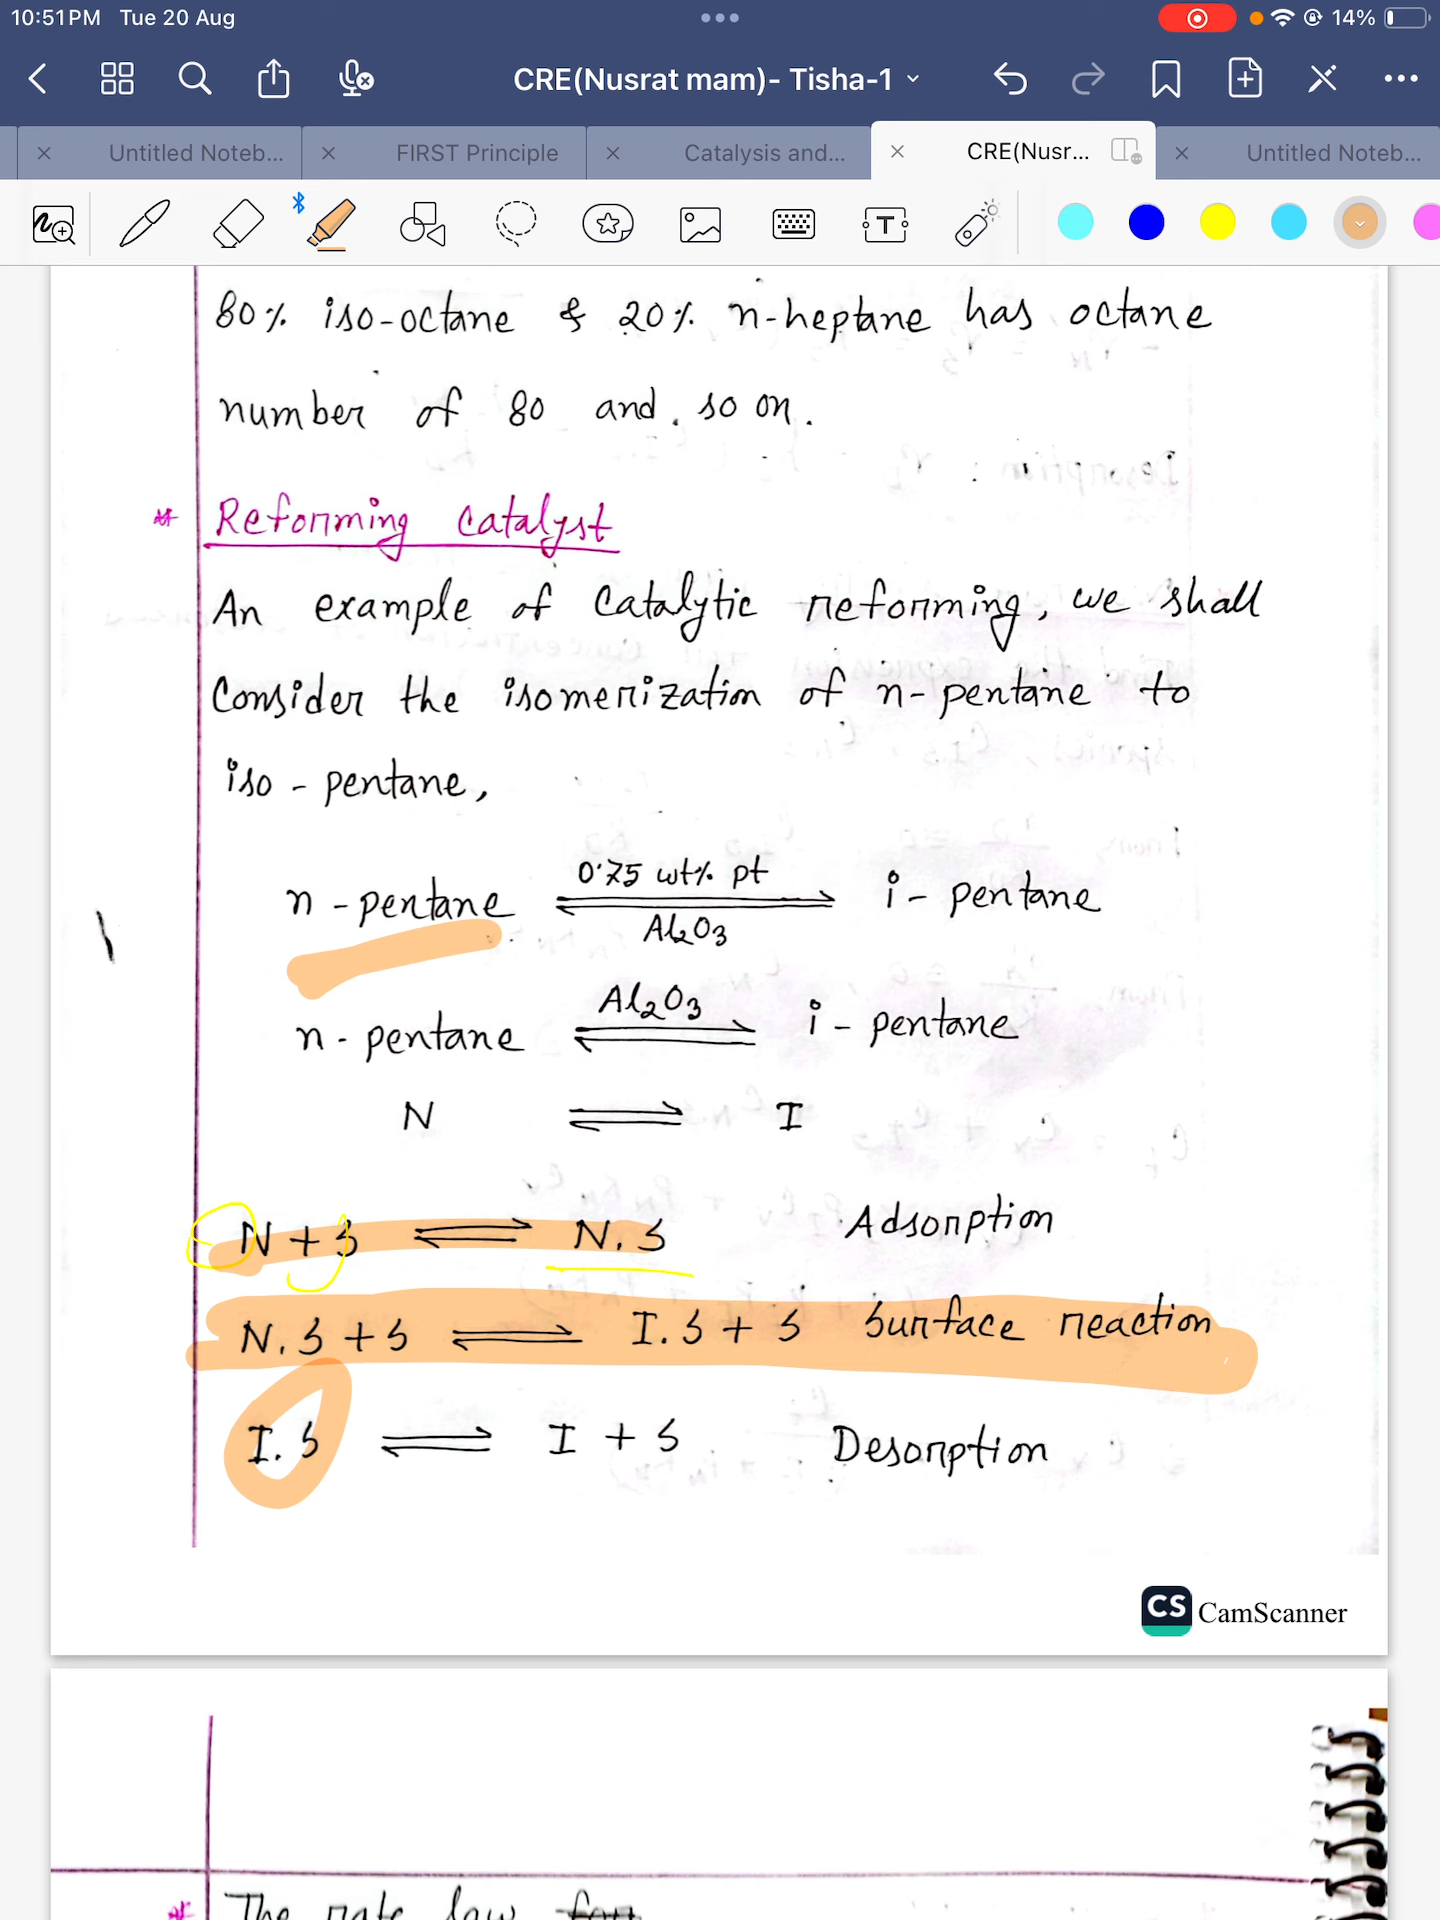 10:51PM Tue 20 Aug
14%
CRE(Nusrat mam)- Tisha-1
Untitled Noteb...
FIRST Principle
Catalysis and...
CRE(Nusr...
Untitled Noteb...
T
80% iso-octane & 20% n-heptane has octane
number of 80 and. so on.
* Reforming catalyst
An example of Catalytic reforming, we shall
Consider the isomerization of n-pentane to
iso-pentane,
n-pentane ⇌ i-pentane
0.75 wt% pt
Al2O3
n-pentane ⇌ i-pentane
Al2O3
N ⇌ I
N+S ⇌ N.S Adsorption
N.S+S ⇌ I.S+S Surface reaction
I.S ⇌ I+S Desorption
CS CamScanner
* The rate law